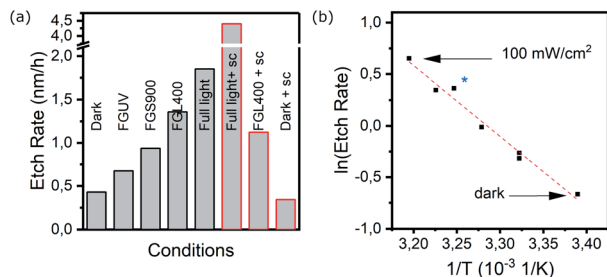 (a)
Etch Rate (nm/h)
4,5
4,0
2,0
1,5
1,0
0,5
0,0
Dark
FGUV
FGS900
FGL400
Full light
Full light+ sc
FGL400 + sc
Dark + sc
Conditions
(b)
ln(Etch Rate)
1,0
0,5
0,0
-0,5
-1,0
100 mW/cm²
*
dark
3,20
3,25
3,30
3,35
3,40
1/T (10⁻³ 1/K)